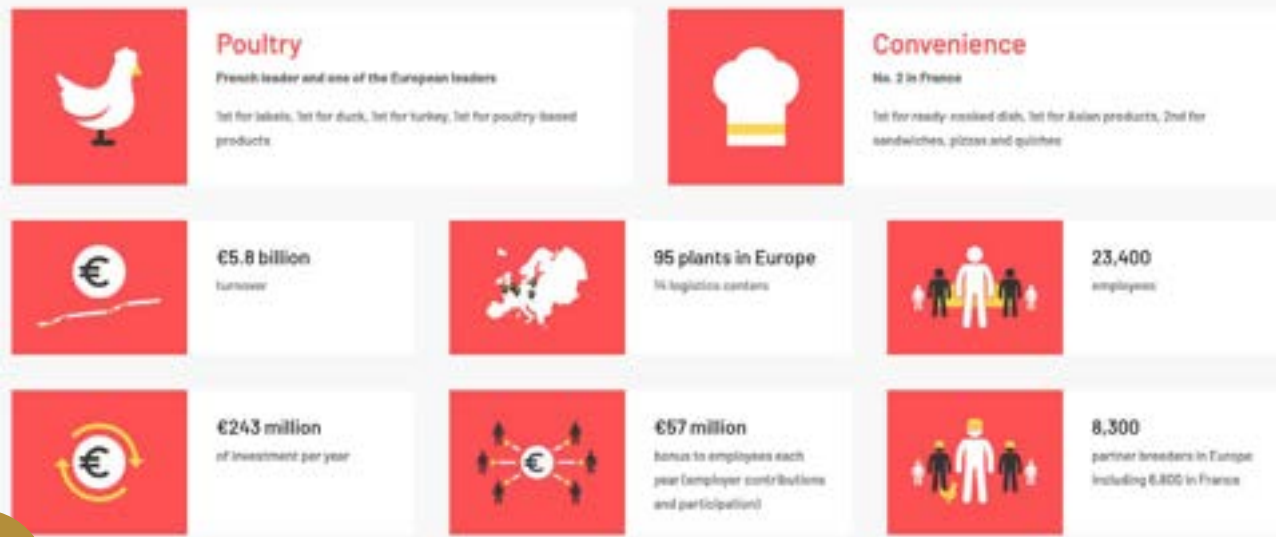 Poultry
French leader and one of the European leaders
1st for labels, 1st for duck, 1st for turkey, 1st for poultry-based
products
Convenience
No. 2 in France
1st for ready-cooked dish, 1st for Asian products, 2nd for
sandwiches, pizzas and quiches
€5.8 billion
turnover
95 plants in Europe
14 logistics centers
23,400
employees
€243 million
of investment per year
€57 million
bonus to employees each
year (employer contributions
and participation)
8,300
partner breeders in Europe
including 6,800 in France